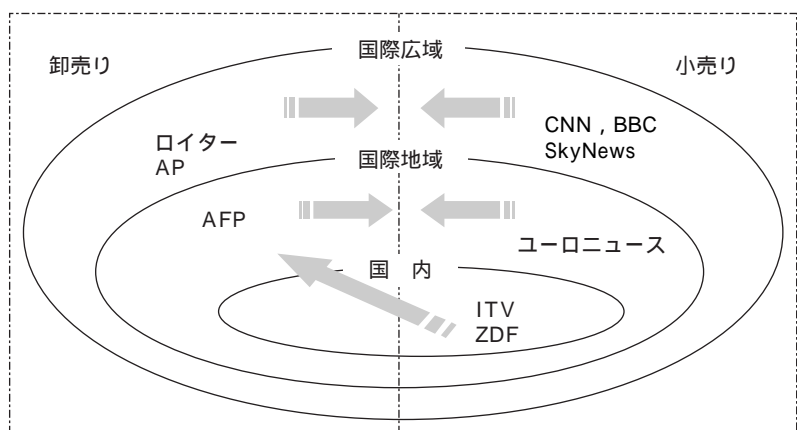 国際広域
卸売り
小売り
ロイター
AP
CNN , BBC
SkyNews
国際地域
AFP
ユーロニュース
国　内
ITV
ZDF